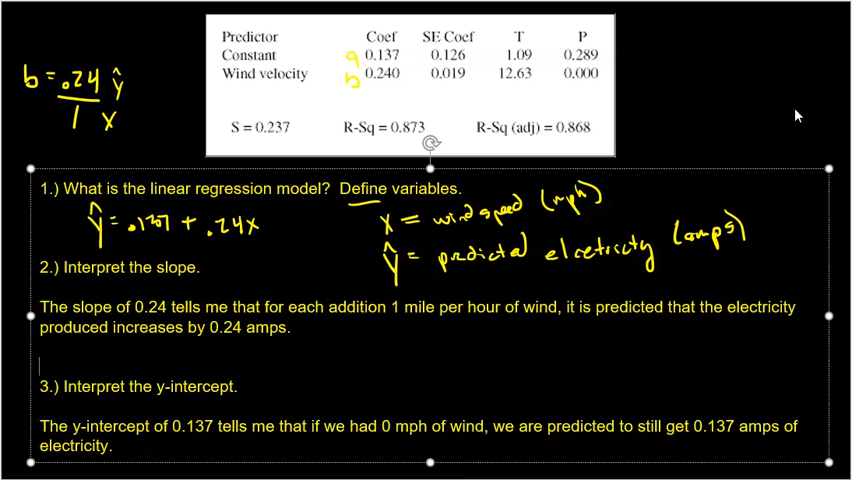 Predictor Coef SE Coef T P
Constant a 0.137 0.126 1.09 0.289
Wind velocity b 0.240 0.019 12.63 0.000
S = 0.237 R-Sq = 0.873 R-Sq (adj) = 0.868
b = .24 ŷ
1 x
1.) What is the linear regression model? Define variables.
ŷ = .137 + .24x
x = wind speed (mph)
ŷ = predicted electricity (amps)
2.) Interpret the slope.
The slope of 0.24 tells me that for each addition 1 mile per hour of wind, it is predicted that the electricity
produced increases by 0.24 amps.
3.) Interpret the y-intercept.
The y-intercept of 0.137 tells me that if we had 0 mph of wind, we are predicted to still get 0.137 amps of
electricity.